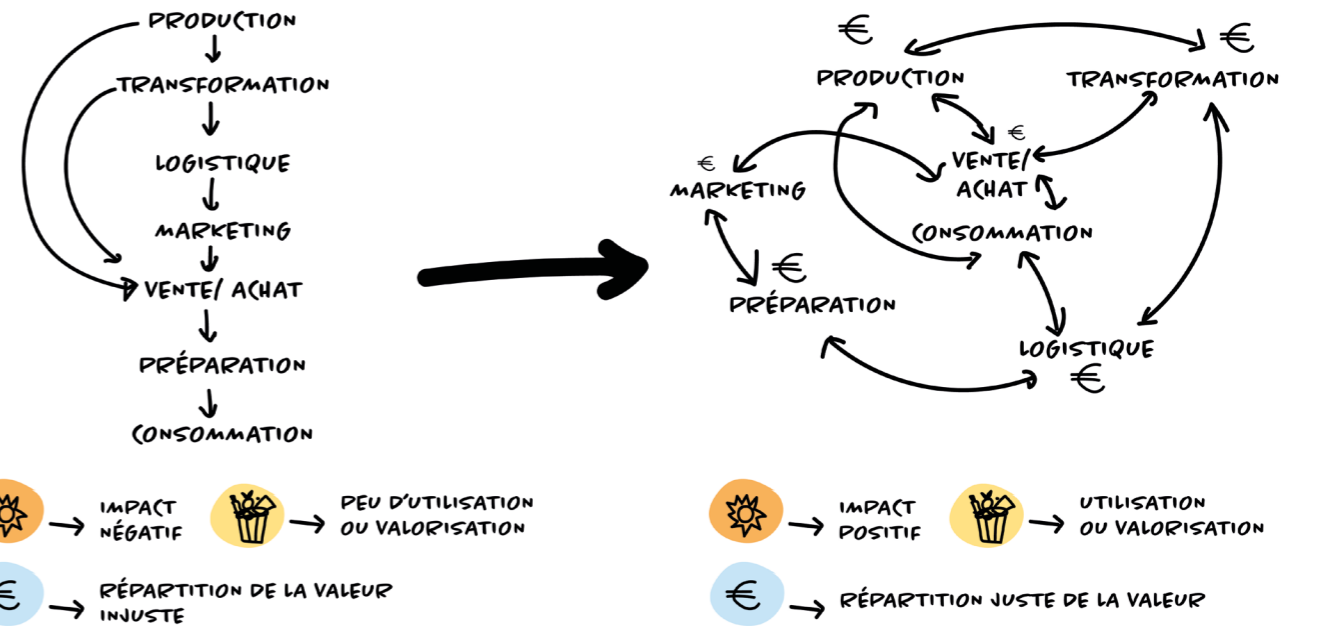 PRODUCTION
TRANSFORMATION
LOGISTIQUE
MARKETING
VENTE/ ACHAT
PRÉPARATION
CONSOMMATION
IMPACT
NÉGATIF
PEU D'UTILISATION
OU VALORISATION
€
RÉPARTITION DE LA VALEUR
INJUSTE
€
€
PRODUCTION
TRANSFORMATION
€
VENTE/
ACHAT
€
MARKETING
CONSOMMATION
€
PRÉPARATION
LOGISTIQUE
€
IMPACT
POSITIF
UTILISATION
OU VALORISATION
€
RÉPARTITION JUSTE DE LA VALEUR